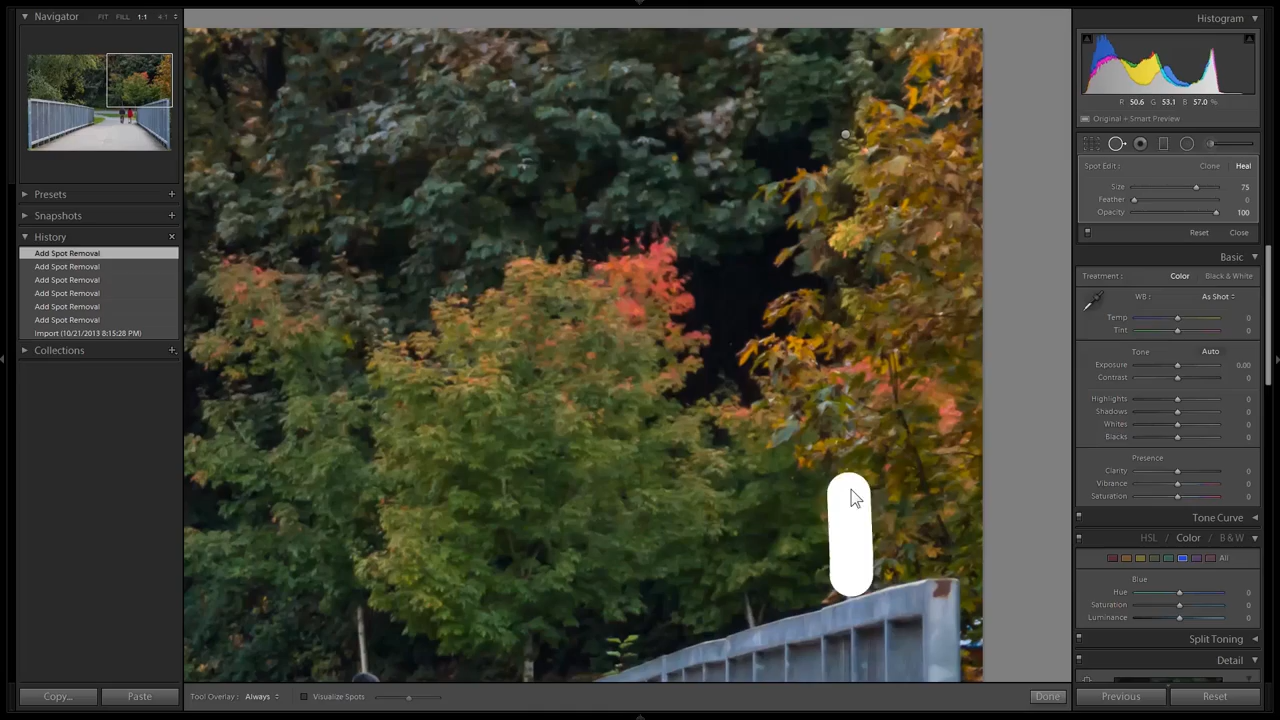 Navigator FIT FILL 1:1 4:1
Presets
Snapshots
History
Add Spot Removal
Add Spot Removal
Add Spot Removal
Add Spot Removal
Add Spot Removal
Add Spot Removal
Import (10/21/2013 8:15:28 PM)
Collections
Copy... Paste
Tool Overlay: Always Visualize Spots Done
Histogram
R 50.6 G 53.1 B 57.0 %
Original + Smart Preview
Spot Edit: Clone Heal
Size 75
Feather 0
Opacity 100
Reset Close
Basic
Treatment: Color Black & White
WB: As Shot
Temp 0
Tint 0
Tone Auto
Exposure 0.00
Contrast 0
Highlights 0
Shadows 0
Whites 0
Blacks 0
Presence
Clarity 0
Vibrance 0
Saturation 0
Tone Curve
HSL / Color / B & W
All
Blue
Hue 0
Saturation 0
Luminance 0
Split Toning
Detail
Previous Reset